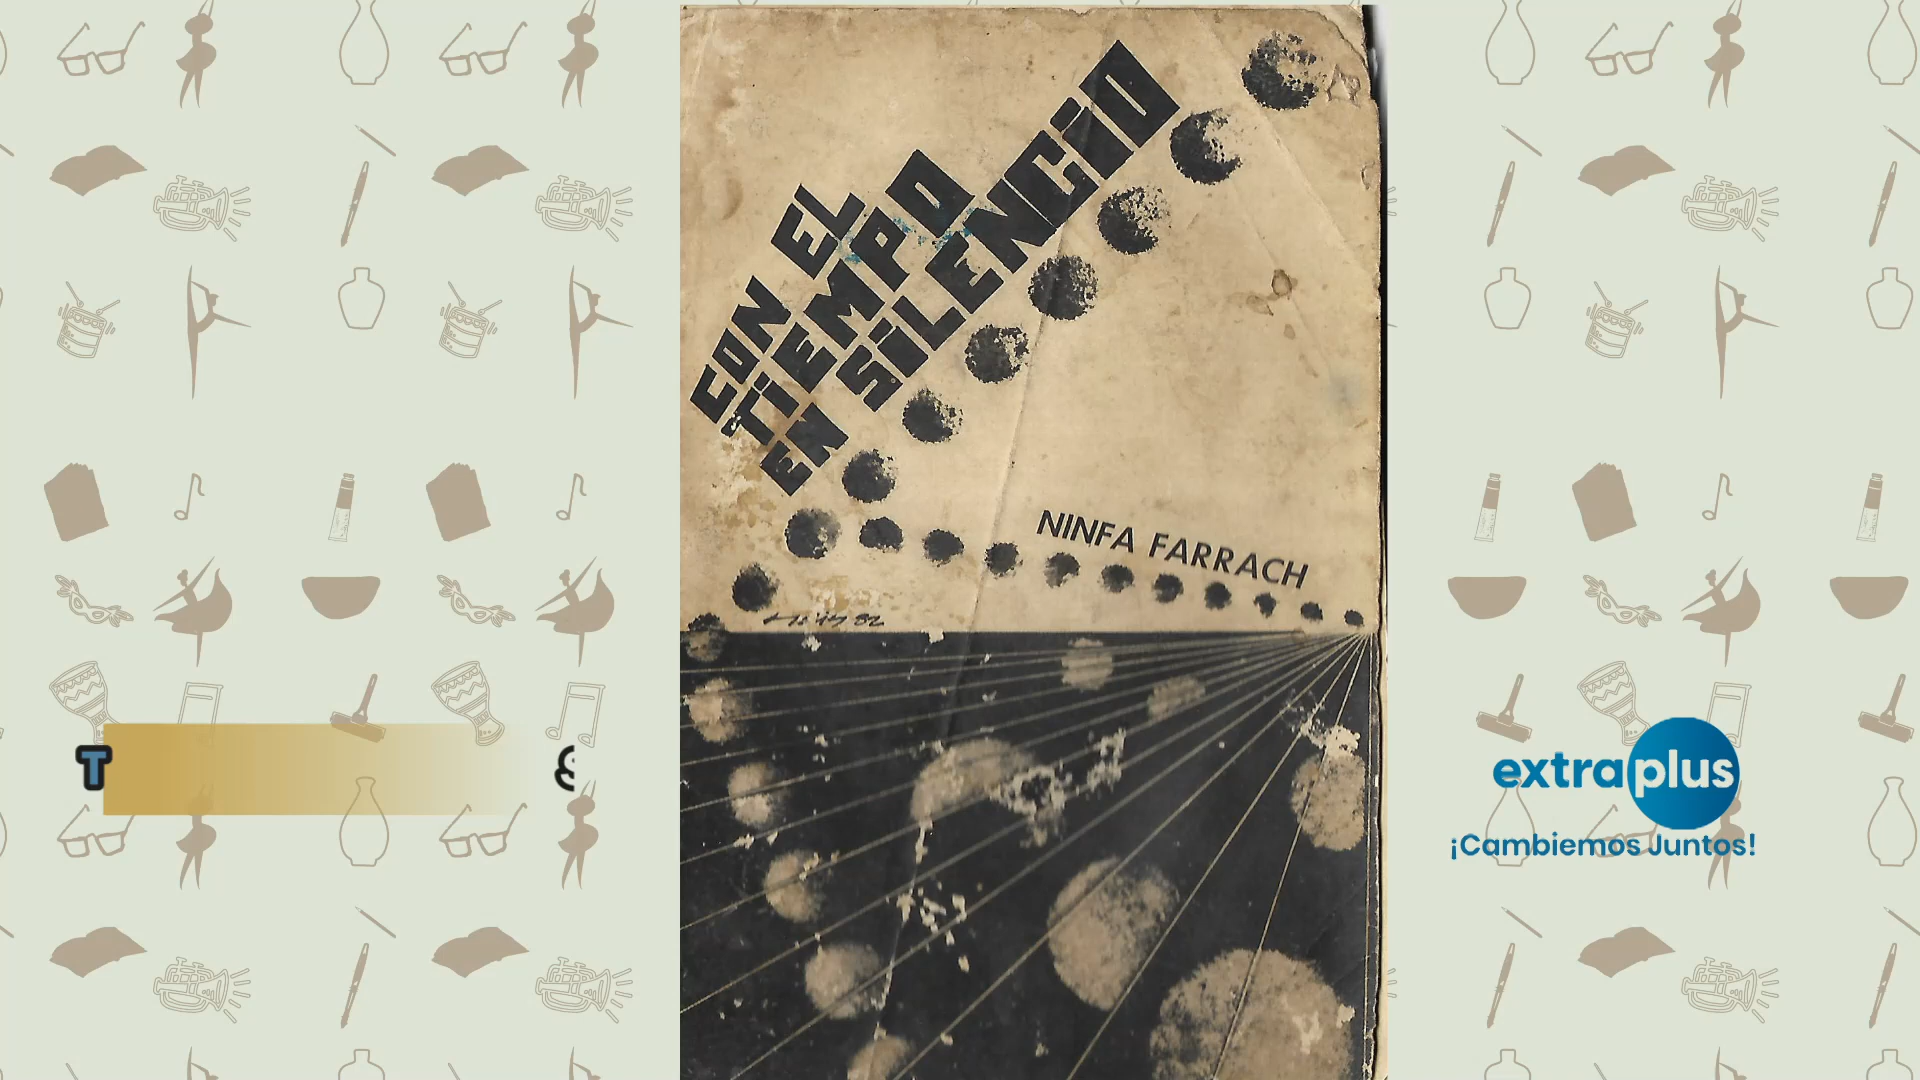 CON EL
TiEMPO
EN SiLENCiO
NINFA FARRACH
T
extraplus
¡Cambiemos Juntos!